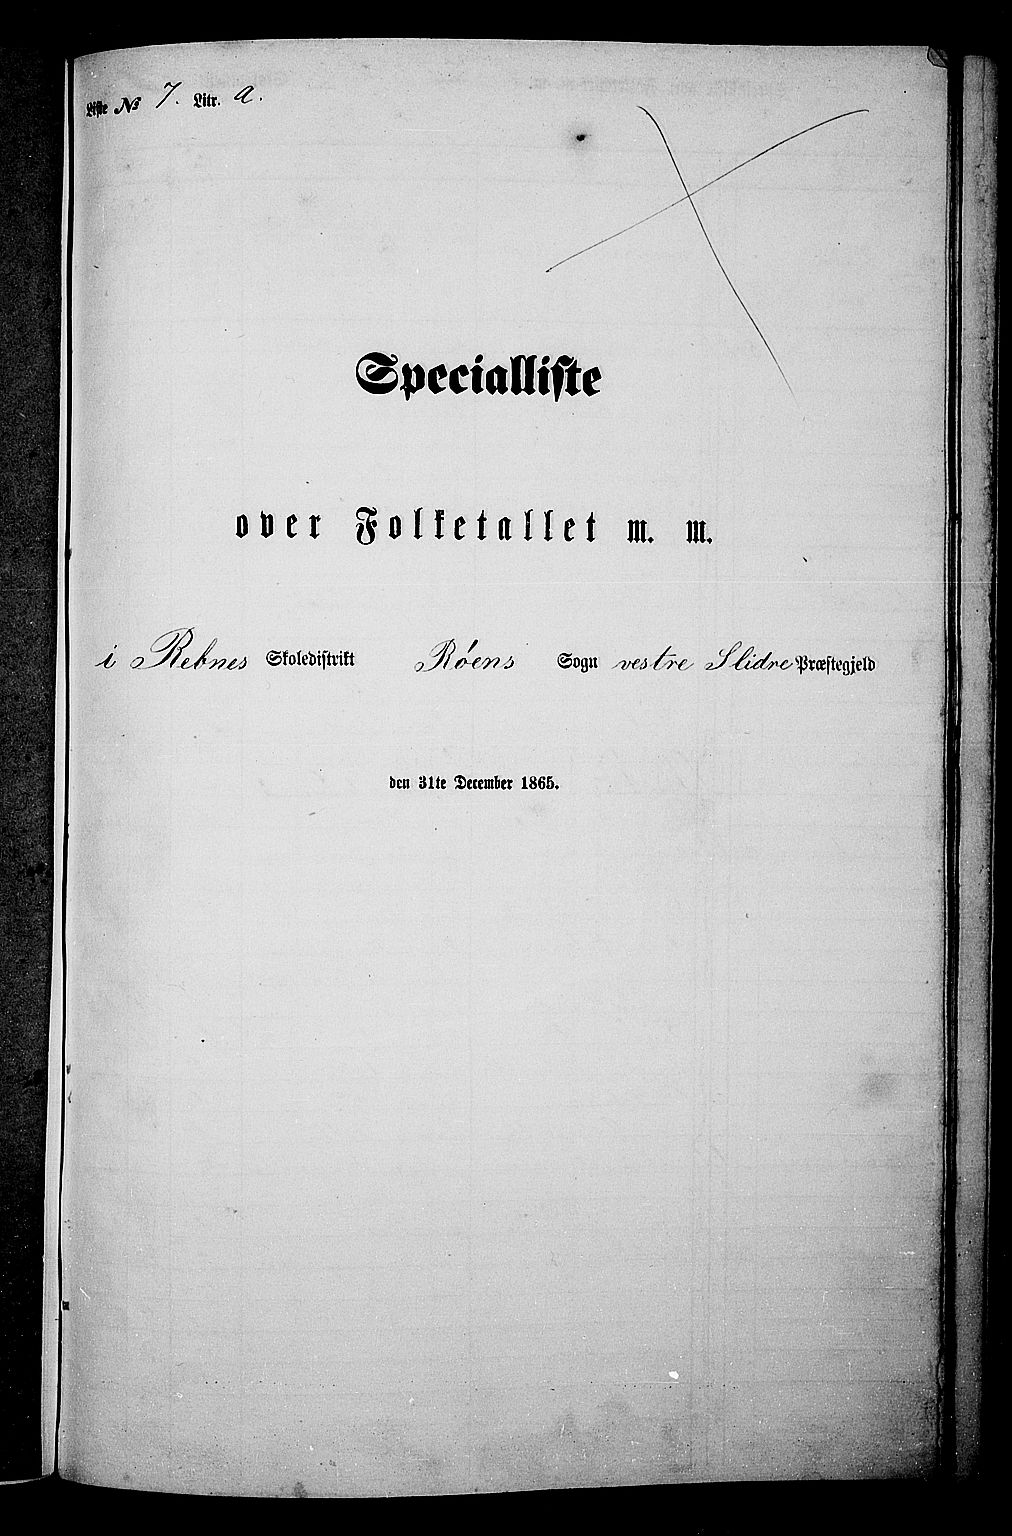 Liste № 7. Litr. a.
Specialliste
over Folketallet m. m.
i Rebnes Skoledistrikt Røens Sogn vestre Slidre Præstegjeld
den 31te December 1865.